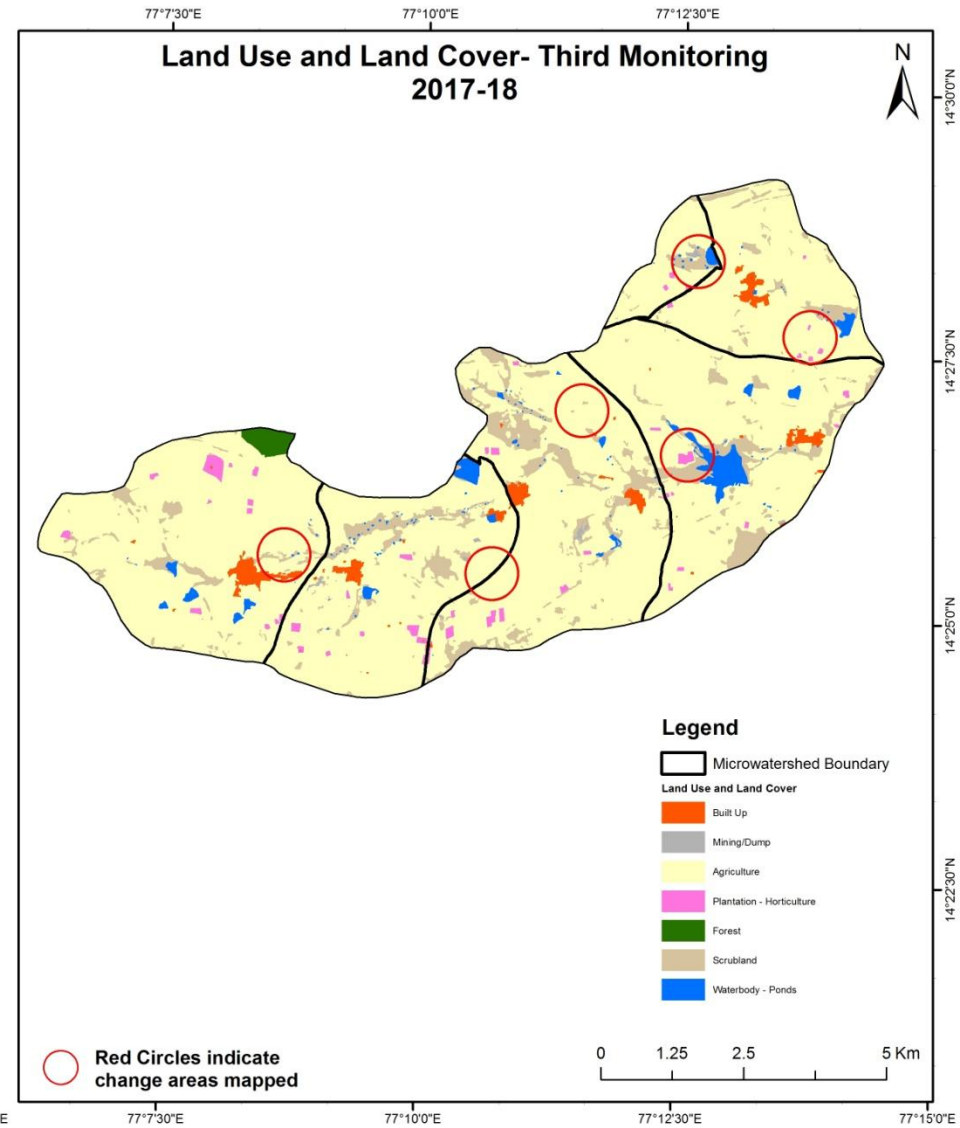 77°7'30"E 77°10'0"E 77°12'30"E
Land Use and Land Cover- Third Monitoring
2017-18
N
14°30'0"N
14°27'30"N
14°25'0"N
14°22'30"N
Legend
Microwatershed Boundary
Land Use and Land Cover
Built Up
Mining/Dump
Agriculture
Plantation - Horticulture
Forest
Scrubland
Waterbody - Ponds
Red Circles indicate
change areas mapped
0 1.25 2.5 5 Km
E 77°7'30"E 77°10'0"E 77°12'30"E 77°15'0"E